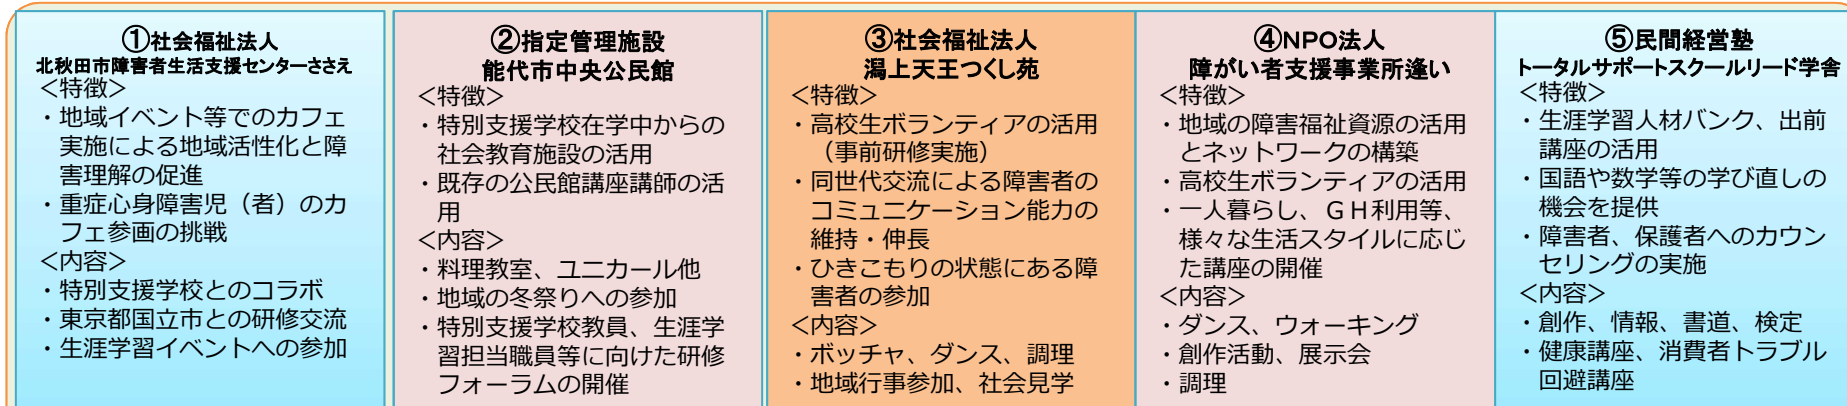 ①社会福祉法人
北秋田市障害者生活支援センターささえ
<特徴>
・地域イベント等でのカフェ
実施による地域活性化と障
害理解の促進
・重症心身障害児（者）のカ
フェ参画の挑戦
<内容>
・特別支援学校とのコラボ
・東京都国立市との研修交流
・生涯学習イベントへの参加
②指定管理施設
能代市中央公民館
<特徴>
・特別支援学校在学中からの
社会教育施設の活用
・既存の公民館講座講師の活
用
<内容>
・料理教室、ユニカール他
・地域の冬祭りへの参加
・特別支援学校教員、生涯学
習担当職員等に向けた研修
フォーラムの開催
③社会福祉法人
潟上天王つくし苑
<特徴>
・高校生ボランティアの活用
（事前研修実施）
・同世代交流による障害者の
コミュニケーション能力の
維持・伸長
・ひきこもりの状態にある障
害者の参加
<内容>
・ボッチャ、ダンス、調理
・地域行事参加、社会見学
④NPO法人
障がい者支援事業所逢い
<特徴>
・地域の障害福祉資源の活用
とネットワークの構築
・高校生ボランティアの活用
・一人暮らし、ＧＨ利用等、
様々な生活スタイルに応じ
た講座の開催
<内容>
・ダンス、ウォーキング
・創作活動、展示会
・調理
⑤民間経営塾
トータルサポートスクールリード学舎
<特徴>
・生涯学習人材バンク、出前
講座の活用
・国語や数学等の学び直しの
機会を提供
・障害者、保護者へのカウン
セリングの実施
<内容>
・創作、情報、書道、検定
・健康講座、消費者トラブル
回避講座